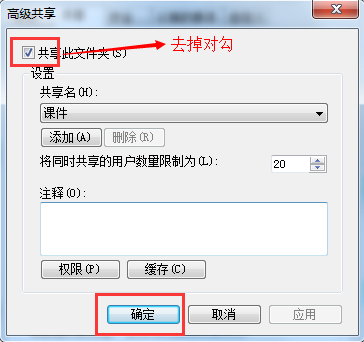 高级共享
共享此文件夹(S)
去掉对勾
设置
共享名(H):
课件
添加(A)
删除(R)
将同时共享的用户数量限制为(L):
20
注释(O):
权限(P)
缓存(C)
确定
取消
应用